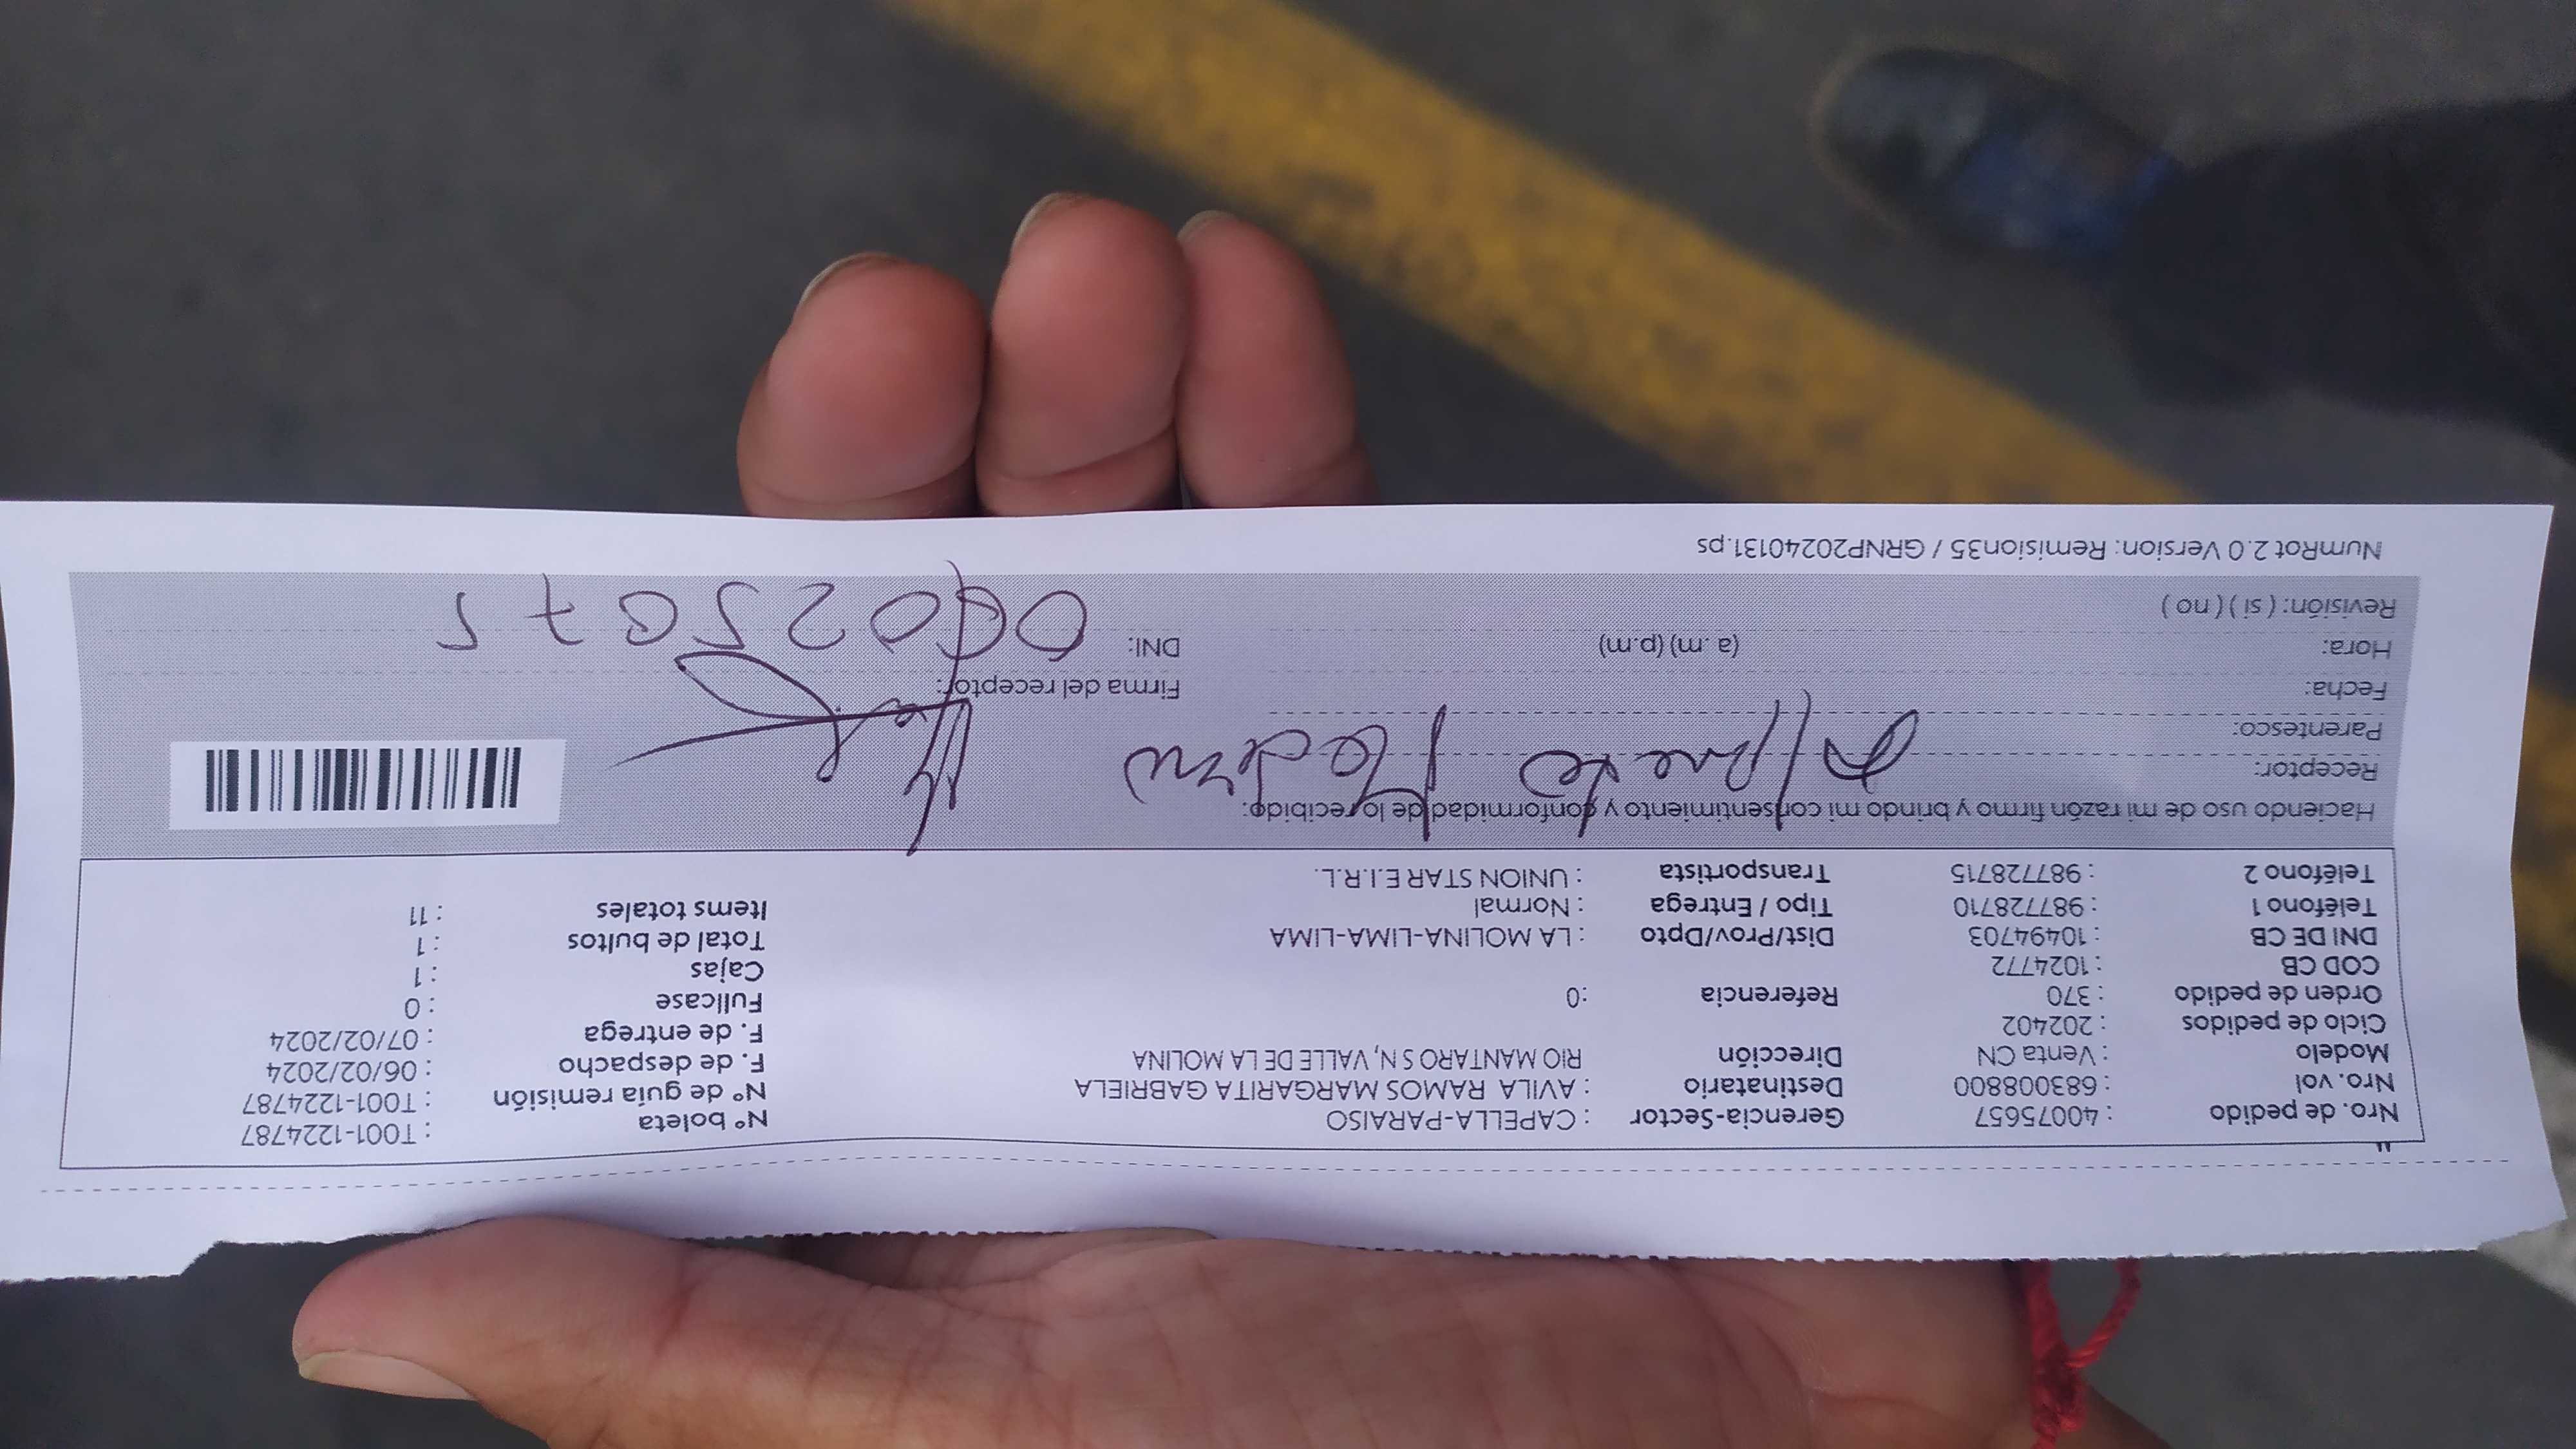 Nro. de pedido : 40075657 Gerencia-Sector : CAPELLA-PARAISO N° boleta : T001-1224787
Nro. vol : 683008800 Destinatario : AVILA RAMOS MARGARITA GABRIELA N° de guía remisión : T001-1224787
Modelo : Venta CN Dirección RIO MANTARO S N, VALLE DE LA MOLINA F. de despacho : 06/02/2024
Ciclo de pedidos : 202402 F. de entrega : 07/02/2024
Orden de pedido : 370 Referencia :0 Fullcase : 0
COD CB : 1024772 Cajas : 1
DNI DE CB : 10494703 Dist/Prov/Dpto : LA MOLINA-LIMA-LIMA Total de bultos : 1
Teléfono 1 : 987728710 Tipo / Entrega : Normal Items totales : 11
Teléfono 2 : 987728715 Transportista : UNION STAR E.I.R.L.
Haciendo uso de mi razón firmo y brindo mi consentimiento y conformidad de lo recibido:
Receptor:
Parentesco:
Fecha: Firma del receptor:
Hora: (a .m) (p.m) DNI:
Revisión: ( si ) ( no )
NumRot 2.0 Version: Remision35 / GRNP20240131.ps